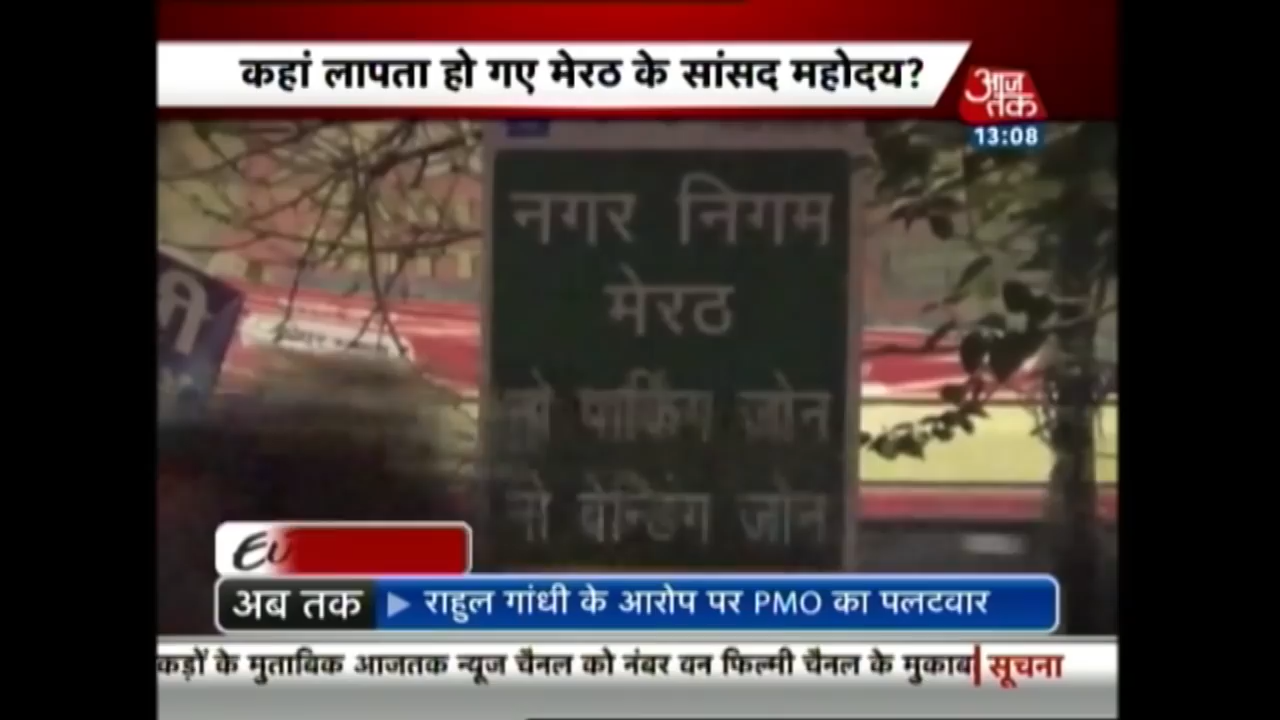 कहां लापता हो गए मेरठ के सांसद महोदय?
आज तक
13:08
नगर निगम
मेरठ
नो पार्किंग जोन
नो वेन्डिंग जोन
अब तक
राहुल गांधी के आरोप पर PMO का पलटवार
कड़ों के मुताबिक आजतक न्यूज चैनल को नंबर वन फिल्मी चैनल के मुकाब
सूचना